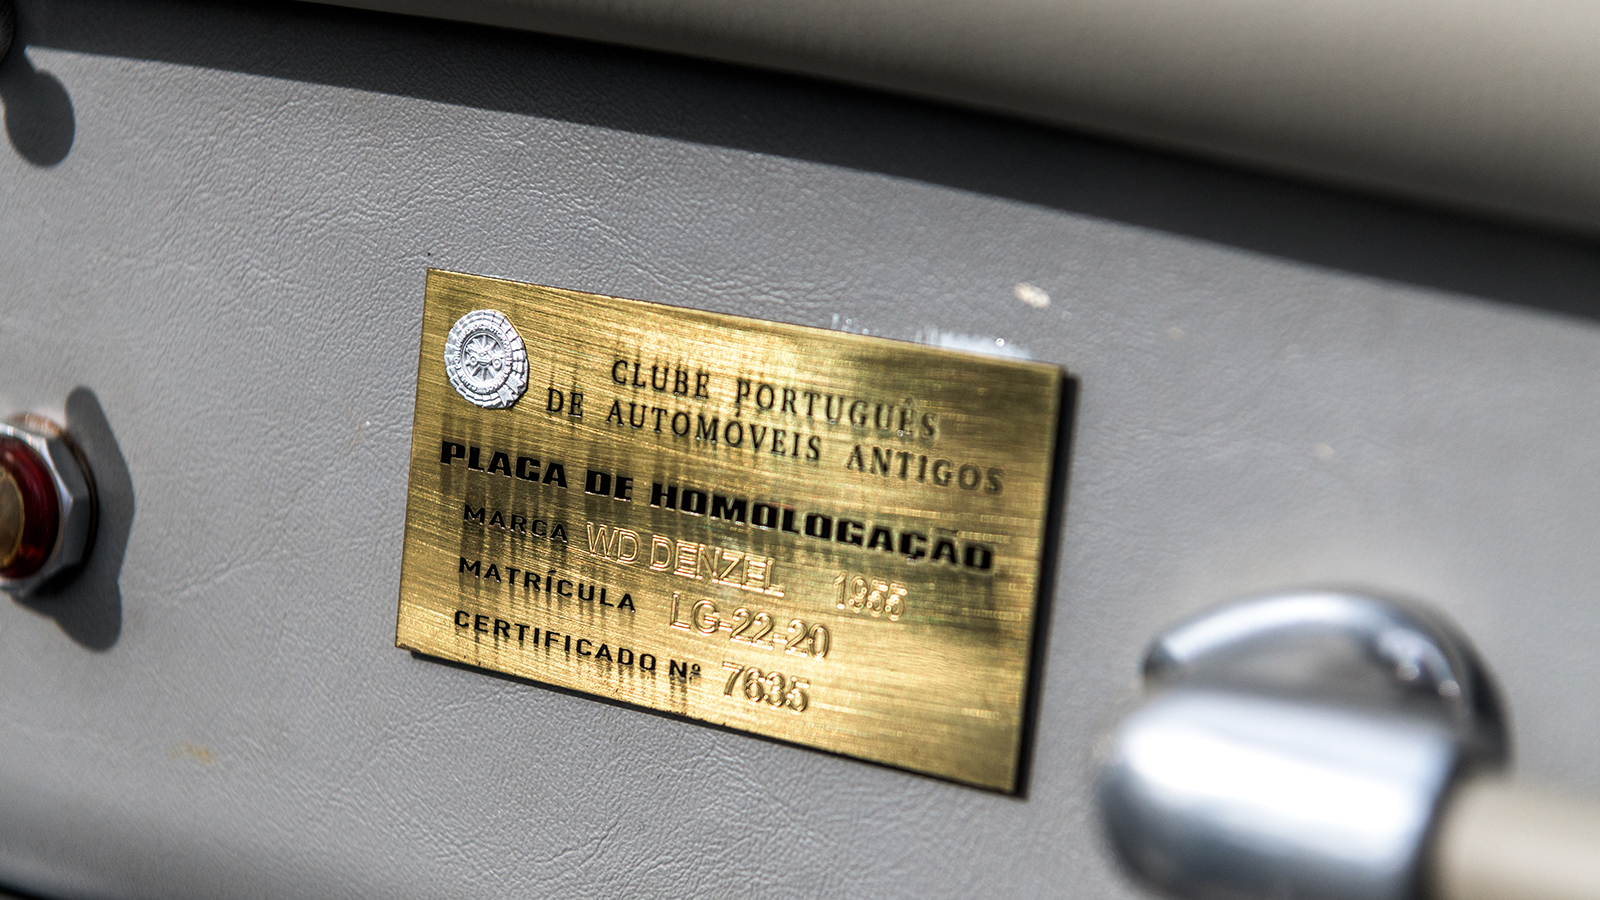 CLUBE PORTUGUÊS
DE AUTOMÓVEIS ANTIGOS
PLACA DE HOMOLOGAÇÃO
MARCA WD DENZEL 1955
MATRÍCULA LG-22-20
CERTIFICADO Nº 7635